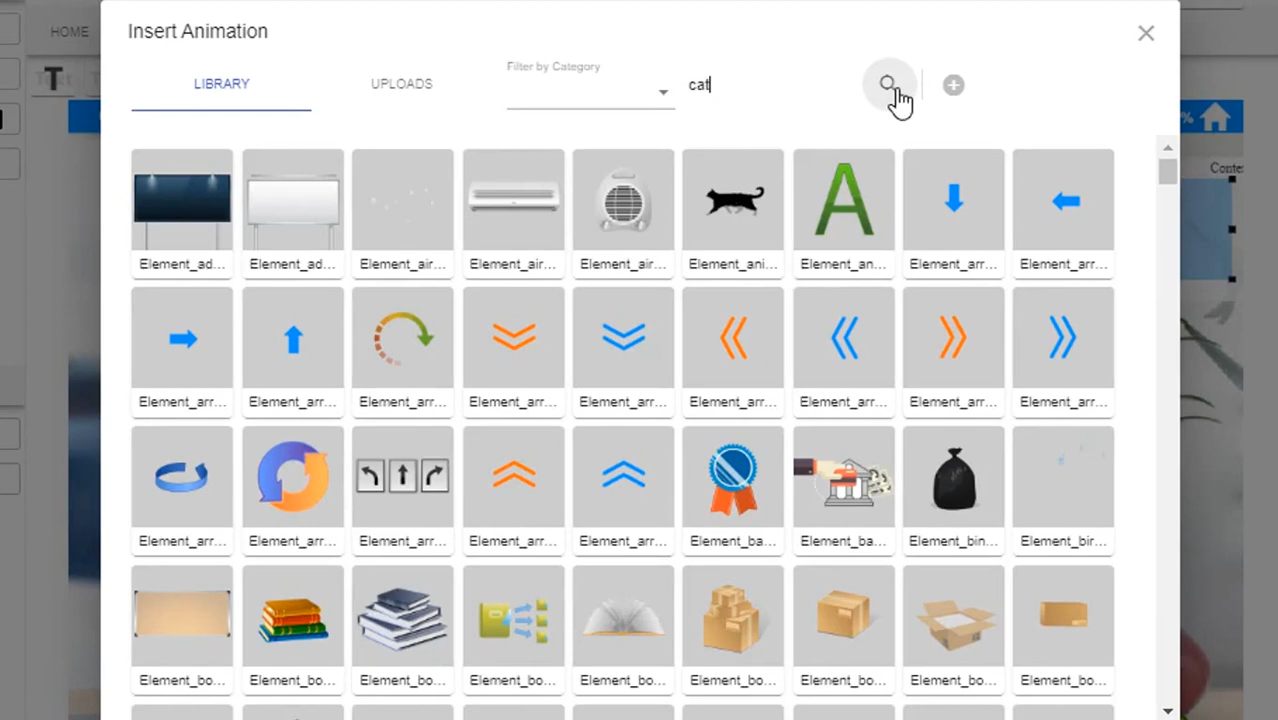 HOME
Insert Animation
LIBRARY
UPLOADS
Filter by Category
cat
T
%
Element_ad... Element_ad... Element_air... Element_air... Element_air... Element_ani... Element_an... Element_arr... Element_arr...
Element_arr... Element_arr... Element_arr... Element_arr... Element_arr... Element_arr... Element_arr... Element_arr... Element_arr...
Element_arr... Element_arr... Element_arr... Element_arr... Element_arr... Element_ba... Element_ba... Element_bin... Element_bir...
Element_bo... Element_bo... Element_bo... Element_bo... Element_bo... Element_bo... Element_bo... Element_bo... Element_bo...